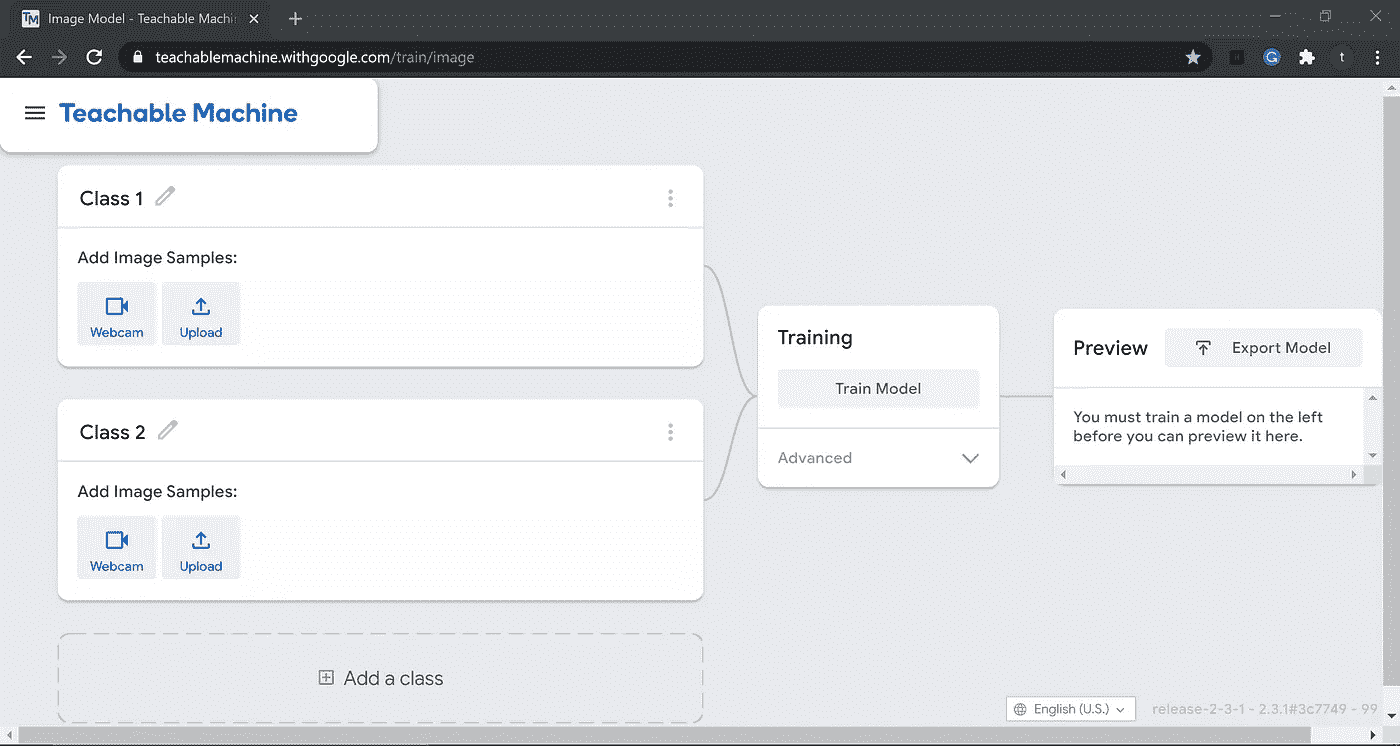 Image Model - Teachable Machi
teachablemachine.withgoogle.com/train/image
t
Teachable Machine
Class 1
Add Image Samples:
Webcam
Upload
Class 2
Add Image Samples:
Webcam
Upload
Add a class
Training
Train Model
Advanced
Preview
Export Model
You must train a model on the left
before you can preview it here.
English (U.S.)
release-2-3-1 - 2.3.1#3c7749 - 99